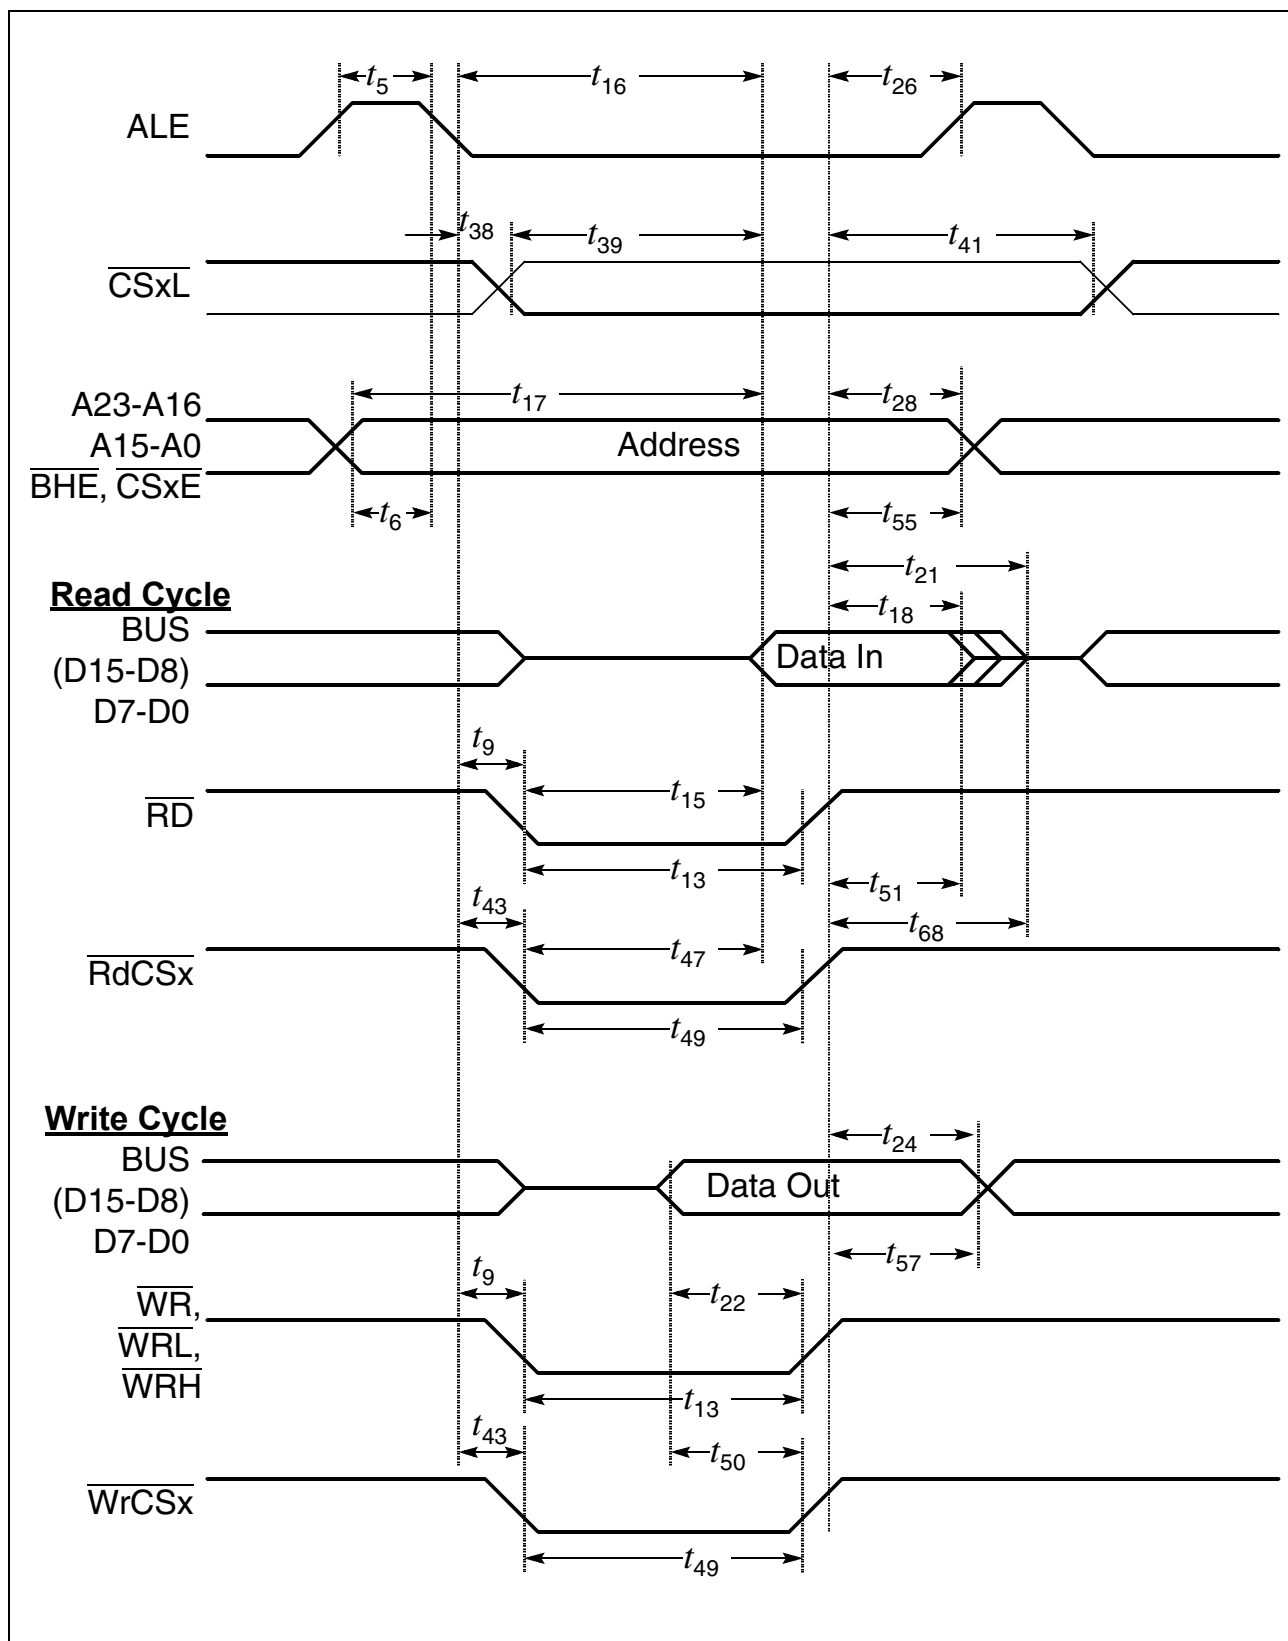 t5 t16 t26
ALE
t38 t39 t41
CSxL
t17 t28
A23-A16
A15-A0 Address
BHE, CSxE
t6 t55
t21
Read Cycle
t18
BUS
(D15-D8) Data In
D7-D0
t9
t15
RD
t13 t51
t43 t68
t47
RdCSx
t49
Write Cycle
t24
BUS
(D15-D8) Data Out
D7-D0
t57
t9 t22
WR,
WRL,
WRH
t13
t43 t50
WrCSx
t49